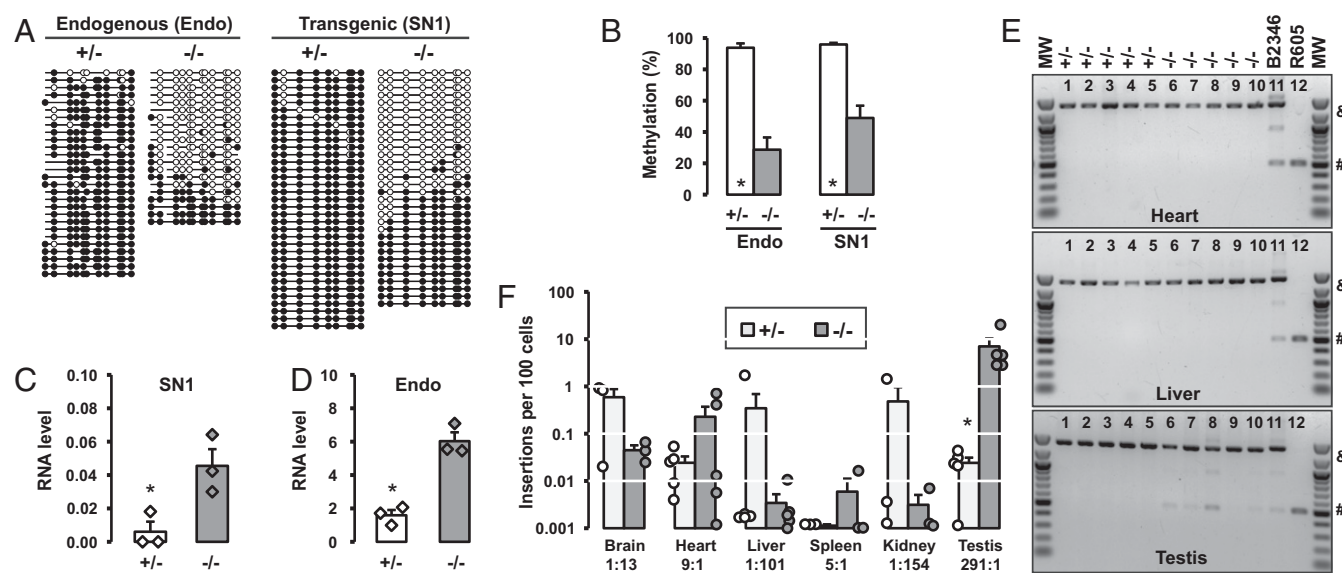 A
Endogenous (Endo)
Transgenic (SN1)
+/-
-/-
+/-
-/-
B
Methylation (%)
100
80
60
40
20
0
*
*
+/- -/-
+/- -/-
Endo
SN1
C
SN1
RNA level
0.10
0.08
0.06
0.04
0.02
0.00
*
+/-
-/-
D
Endo
RNA level
10
8
6
4
2
0
*
+/-
-/-
E
MW +/- +/- +/- +/- +/- -/- -/- -/- -/- -/- B2346 R605 MW
1 2 3 4 5 6 7 8 9 10 11 12
&
#
Heart
1 2 3 4 5 6 7 8 9 10 11 12
&
#
Liver
1 2 3 4 5 6 7 8 9 10 11 12
&
#
Testis
F
Insertions per 100 cells
100
10
1
0.1
0.01
0.001
+/-
-/-
*
Brain Heart Liver Spleen Kidney Testis
1:13 9:1 1:101 5:1 1:154 291:1